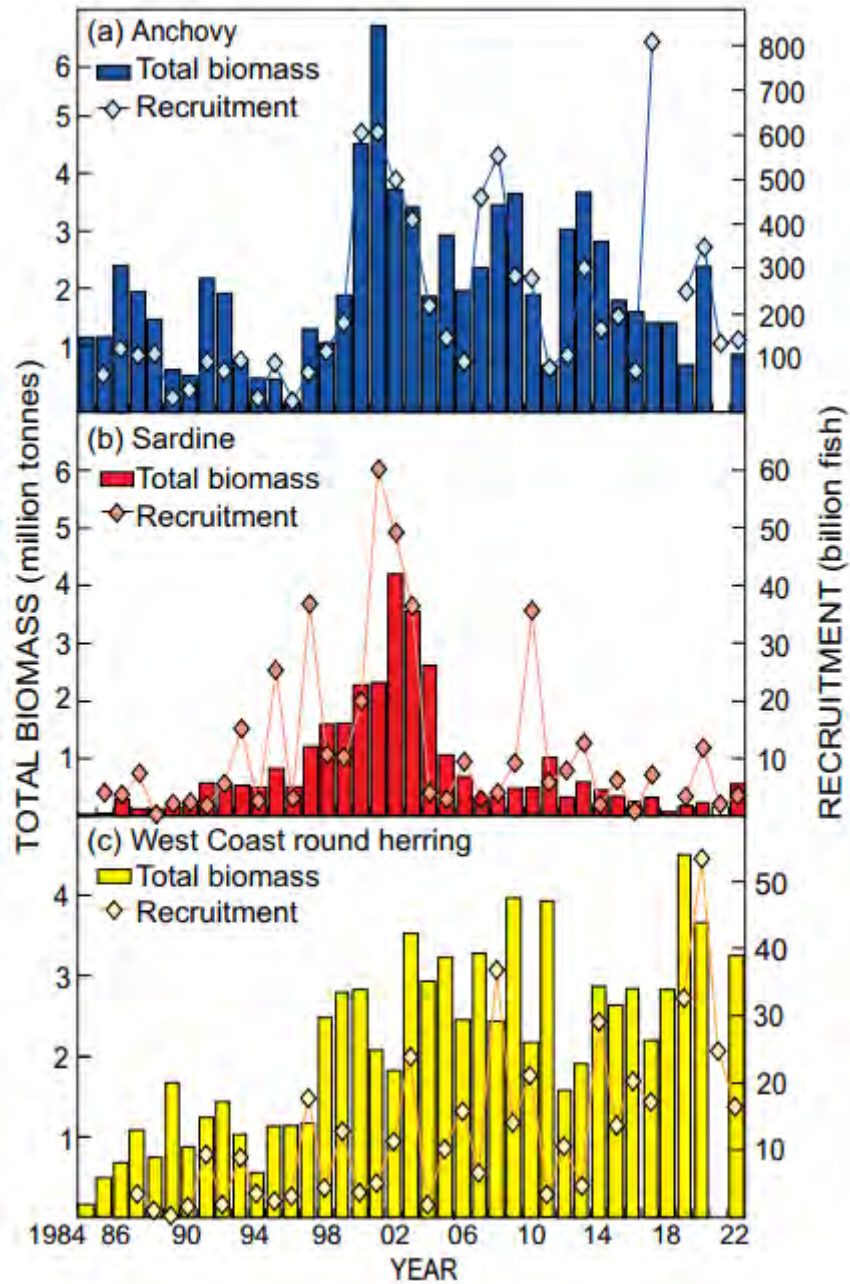 (a) Anchovy
Total biomass
Recruitment
6
5
4
3
2
1
800
700
600
500
400
300
200
100
(b) Sardine
Total biomass
Recruitment
6
5
4
3
2
1
60
50
40
30
20
10
(c) West Coast round herring
Total biomass
Recruitment
4
3
2
1
50
40
30
20
10
TOTAL BIOMASS (million tonnes)
RECRUITMENT (billion fish)
1984 86 90 94 98 02 06 10 14 18 22
YEAR